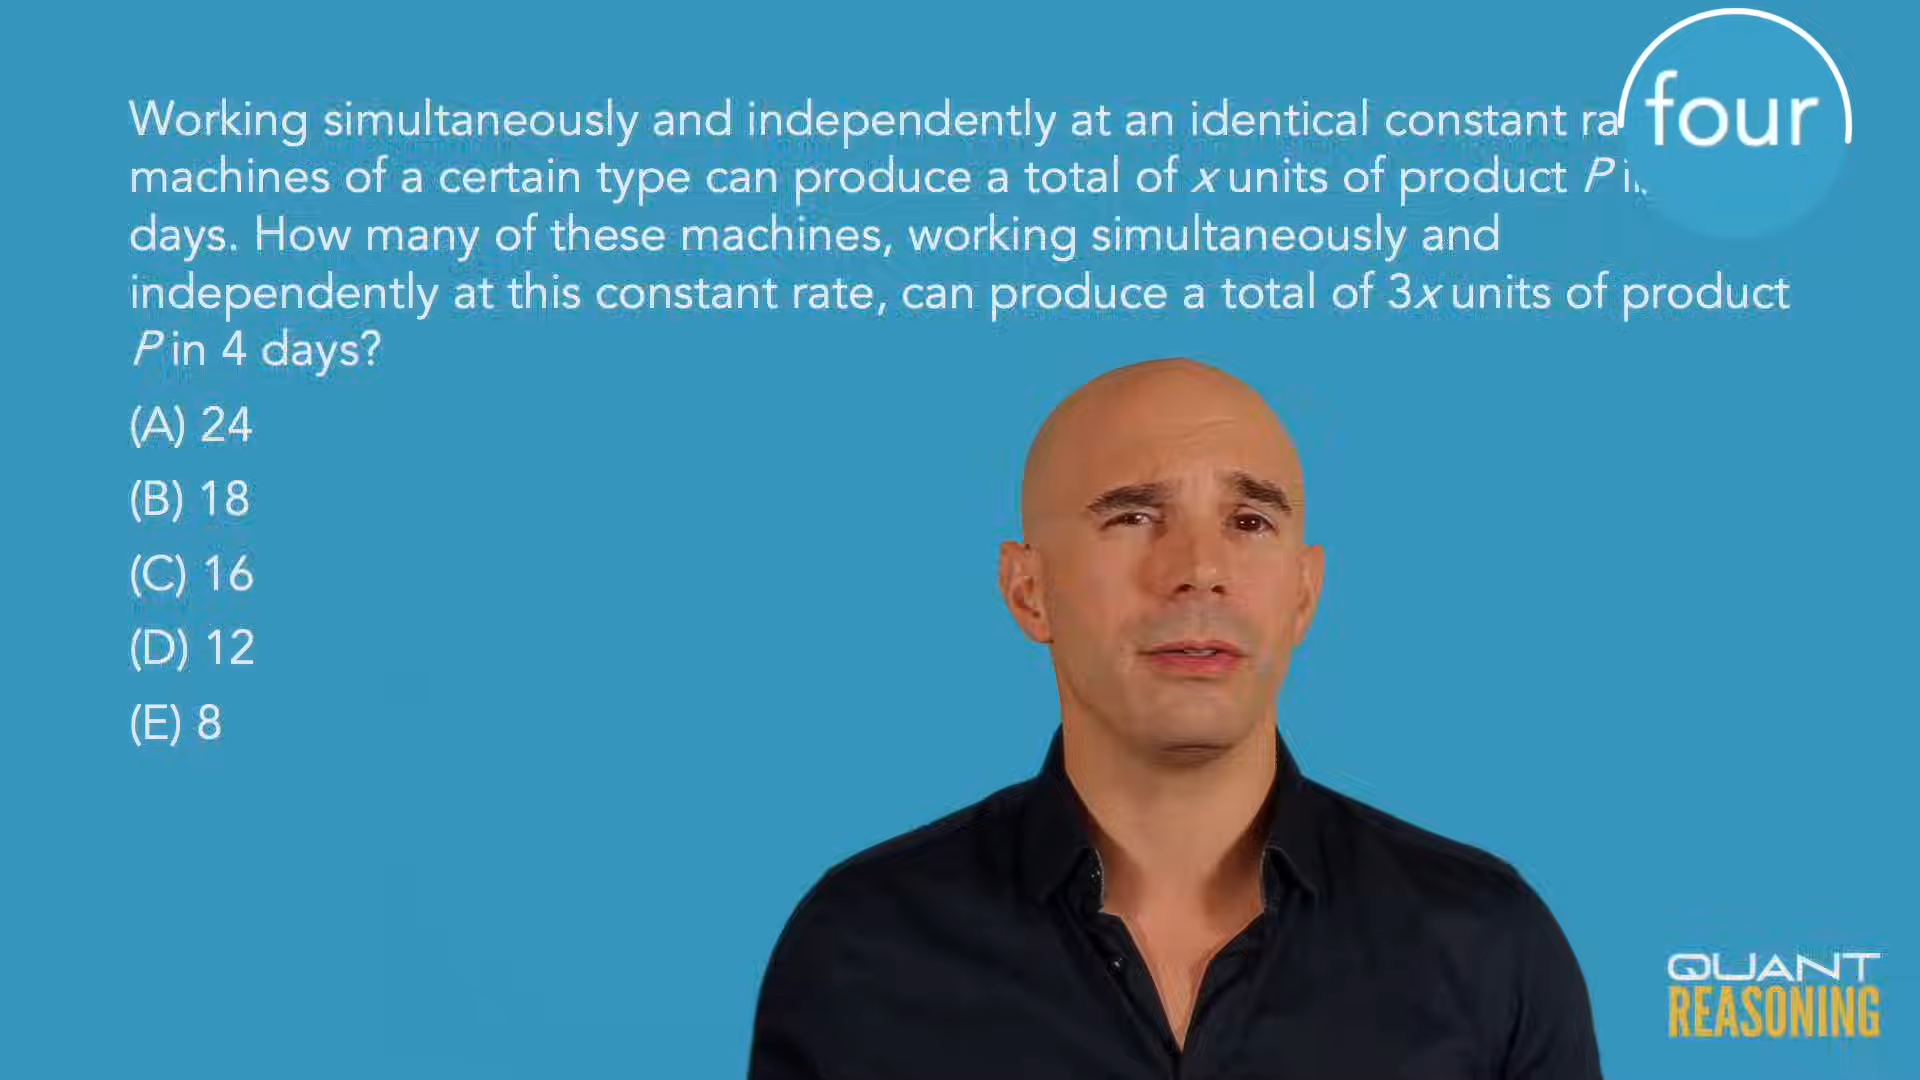 four
Working simultaneously and independently at an identical constant
machines of a certain type can produce a total of x units of product P
days. How many of these machines, working simultaneously and
independently at this constant rate, can produce a total of 3x units of product
P in 4 days?
(A) 24
(B) 18
(C) 16
(D) 12
(E) 8
QUANT
REASONING